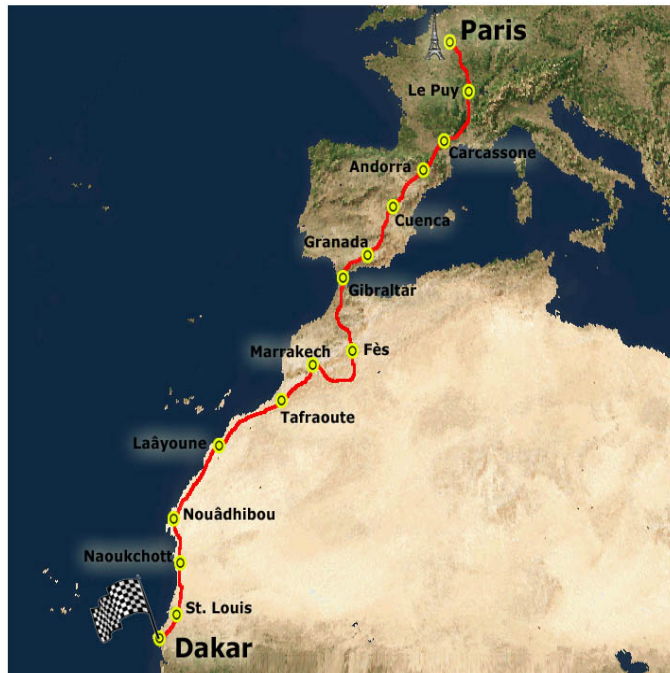 Paris
Le Puy
Carcassone
Andorra
Cuenca
Granada
Gibraltar
Marrakech
Fès
Tafraoute
Laâyoune
Nouâdhibou
Naoukchott
St. Louis
Dakar